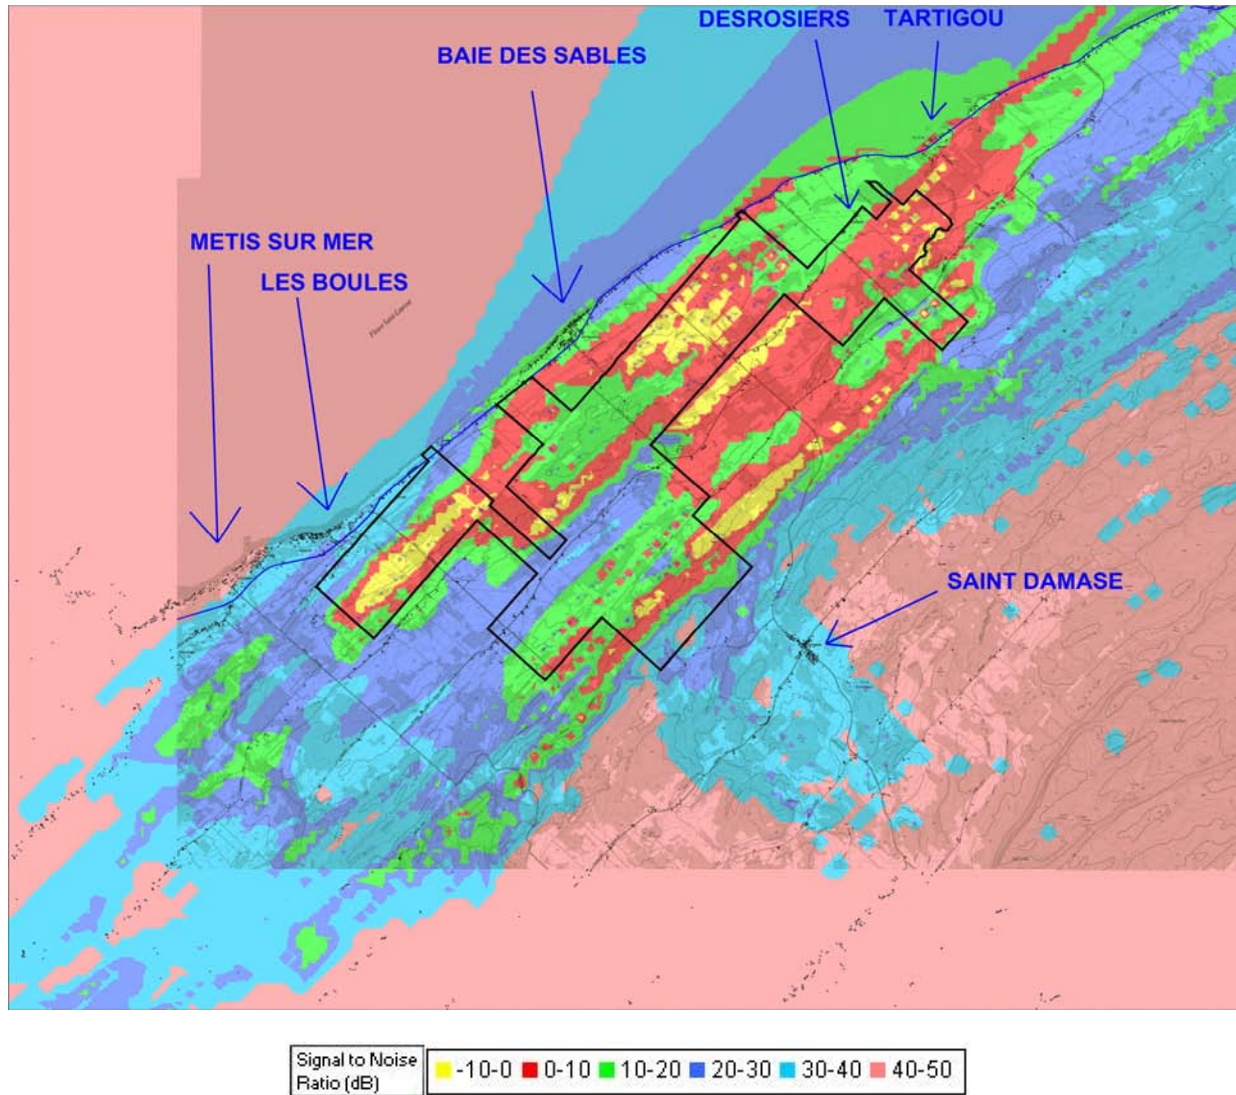 DESROSIERS
TARTIGOU
BAIE DES SABLES
METIS SUR MER
LES BOULES
SAINT DAMASE
Signal to Noise
Ratio (dB)
-10-0 0-10 10-20 20-30 30-40 40-50